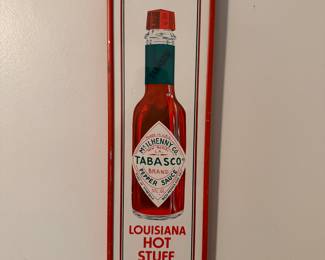 McILHENNY CO.
TABASCO
BRAND
PEPPER SAUCE
LOUISIANA
HOT
STUFF